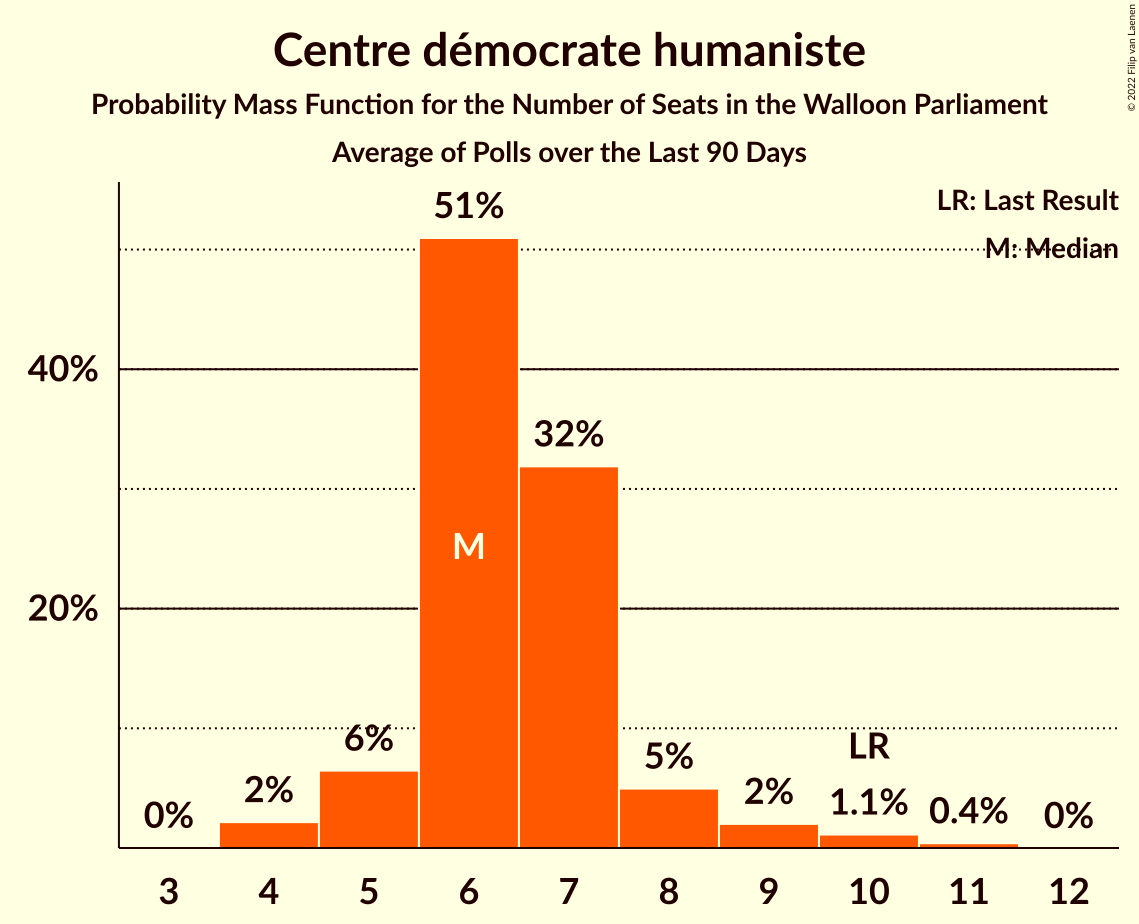 Centre démocrate humaniste
Probability Mass Function for the Number of Seats in the Walloon Parliament
Average of Polls over the Last 90 Days
© 2022 Filip van Laenen
LR: Last Result
M: Median
40%
20%
0%
2%
6%
51%
M
32%
5%
2%
LR
1.1%
0.4%
0%
3 4 5 6 7 8 9 10 11 12